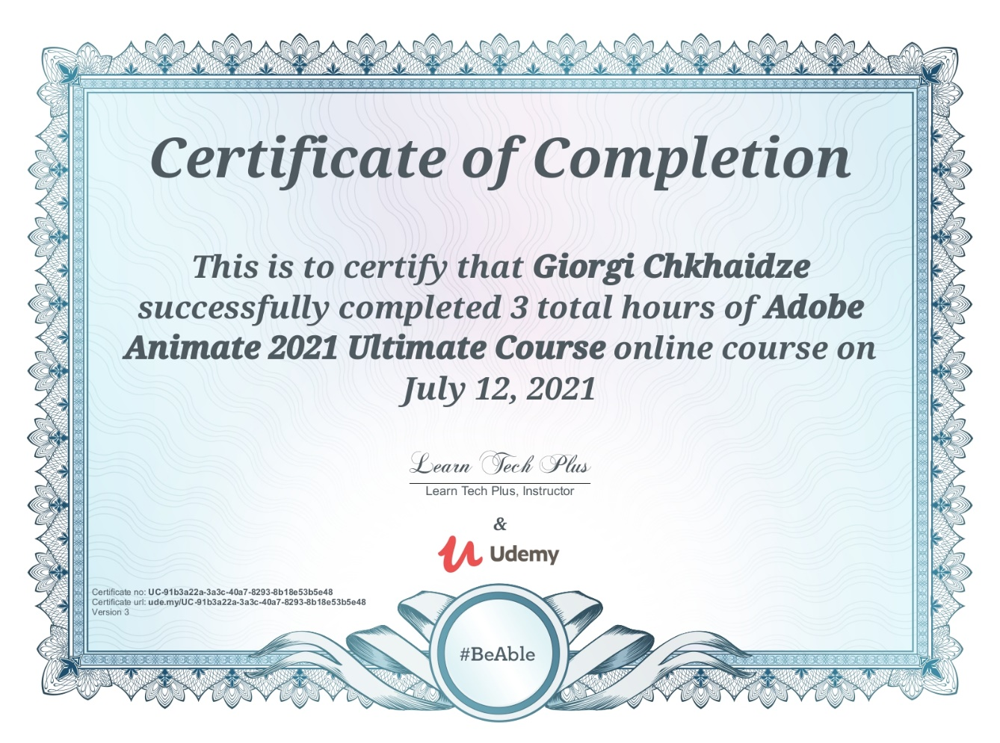 Certificate of Completion
This is to certify that Giorgi Chkhaidze
successfully completed 3 total hours of Adobe
Animate 2021 Ultimate Course online course on
July 12, 2021
Learn Tech Plus
Learn Tech Plus, Instructor
&
Udemy
Certificate no: UC-91b3a22a-3a3c-40a7-8293-8b18e53b5e48
Certificate url: ude.my/UC-91b3a22a-3a3c-40a7-8293-8b18e53b5e48
Version 3
#BeAble